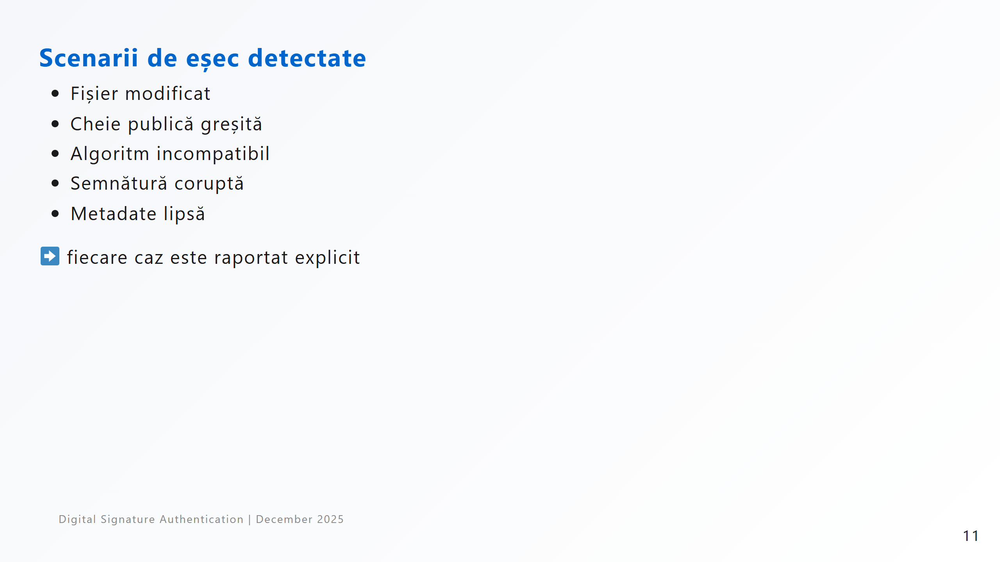 Scenarii de eșec detectate
• Fișier modificat
• Cheie publică greșită
• Algoritm incompatibil
• Semnătură coruptă
• Metadate lipsă
➡ fiecare caz este raportat explicit
Digital Signature Authentication | December 2025
11